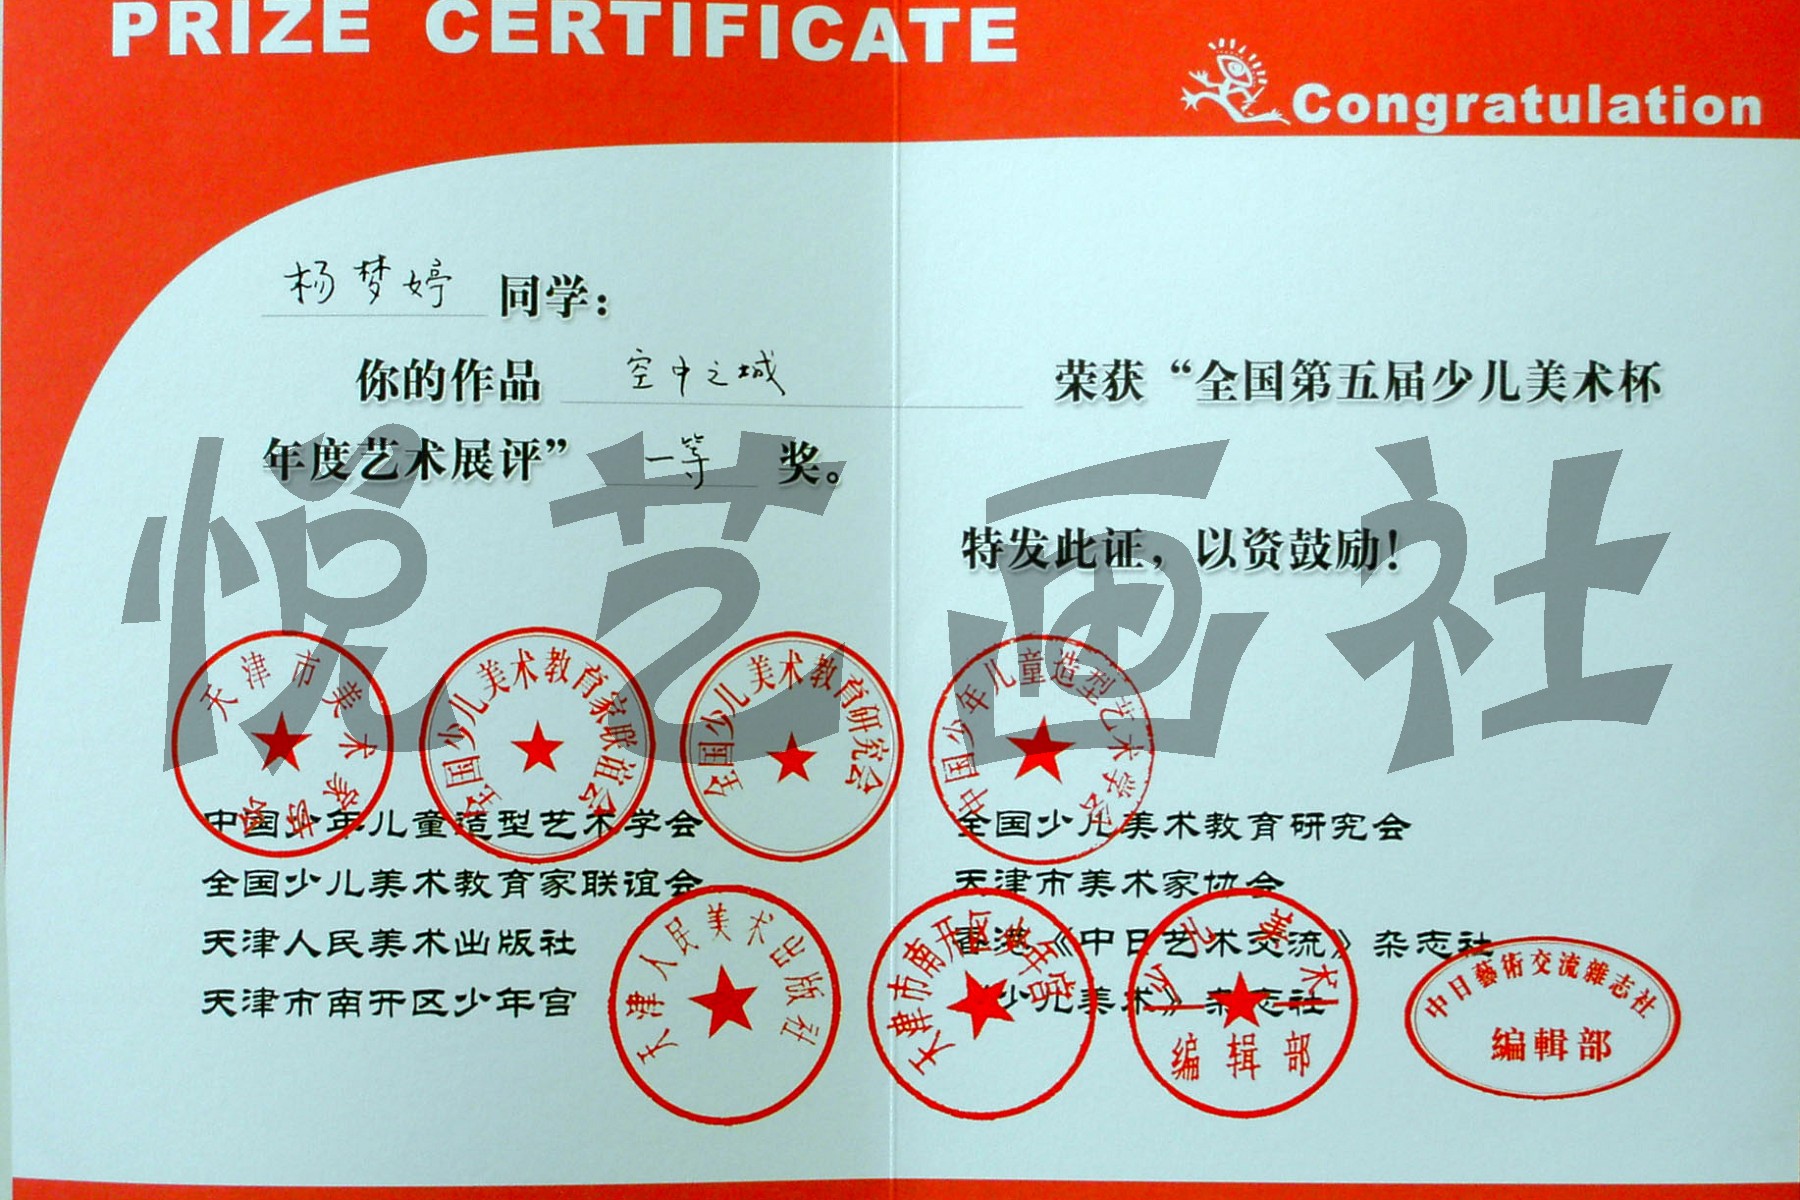 PRIZE CERTIFICATE
Congratulation
杨梦婷 同学：
你的作品 空中之城 荣获“全国第五届少儿美术杯
年度艺术展评” 一等 奖。
特发此证，以资鼓励！
悦艺画社
天津市美术家协会
全国少儿美术教育家联谊会
全国少儿美术教育研究会
中国少年儿童造型艺术学会
中国少年儿童造型艺术学会 全国少儿美术教育研究会
全国少儿美术教育家联谊会 天津市美术家协会
天津人民美术出版社 香港《中日艺术交流》杂志社
天津市南开区少年宫 《少儿美术》杂志社
天津人民美术出版社
天津市南开区少年宫
少儿美术
编辑部
中日藝術交流雜志社
編輯部